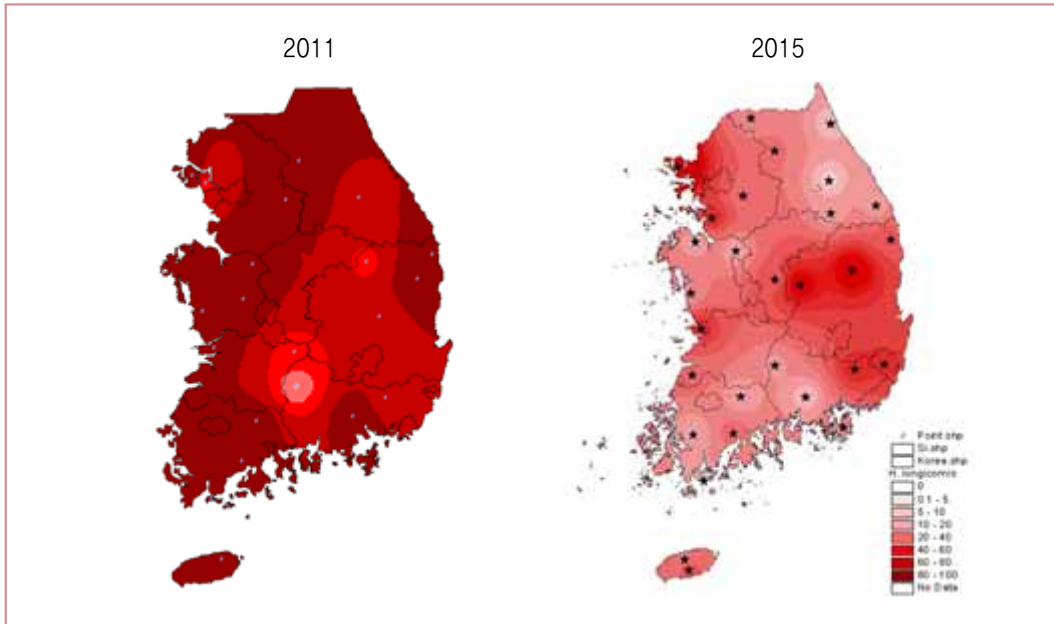 2011
2015
Point.shp
Si.shp
Korea.shp
H. longicornis
0
0.1 - 5
5 - 10
10 - 20
20 - 40
40 - 60
60 - 80
80 - 100
No Data